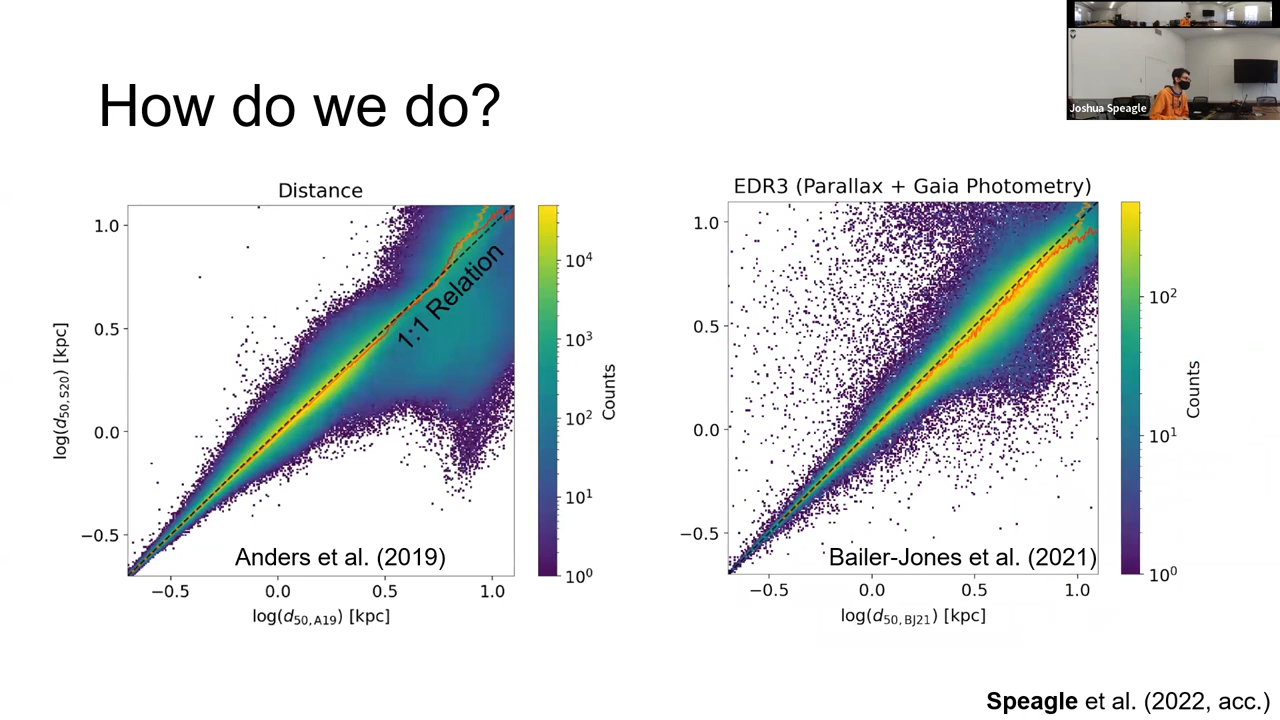 Joshua Speagle
How do we do?
Distance
1.0
0.5
0.0
−0.5
−0.5
0.0
0.5
1.0
log(d50,S20) [kpc]
log(d50,A19) [kpc]
1:1 Relation
Anders et al. (2019)
10⁴
10³
10²
10¹
10⁰
Counts
EDR3 (Parallax + Gaia Photometry)
1.0
0.5
0.0
−0.5
−0.5
0.0
0.5
1.0
log(d50,BJ21) [kpc]
Bailer-Jones et al. (2021)
10²
10¹
10⁰
Counts
Speagle et al. (2022, acc.)